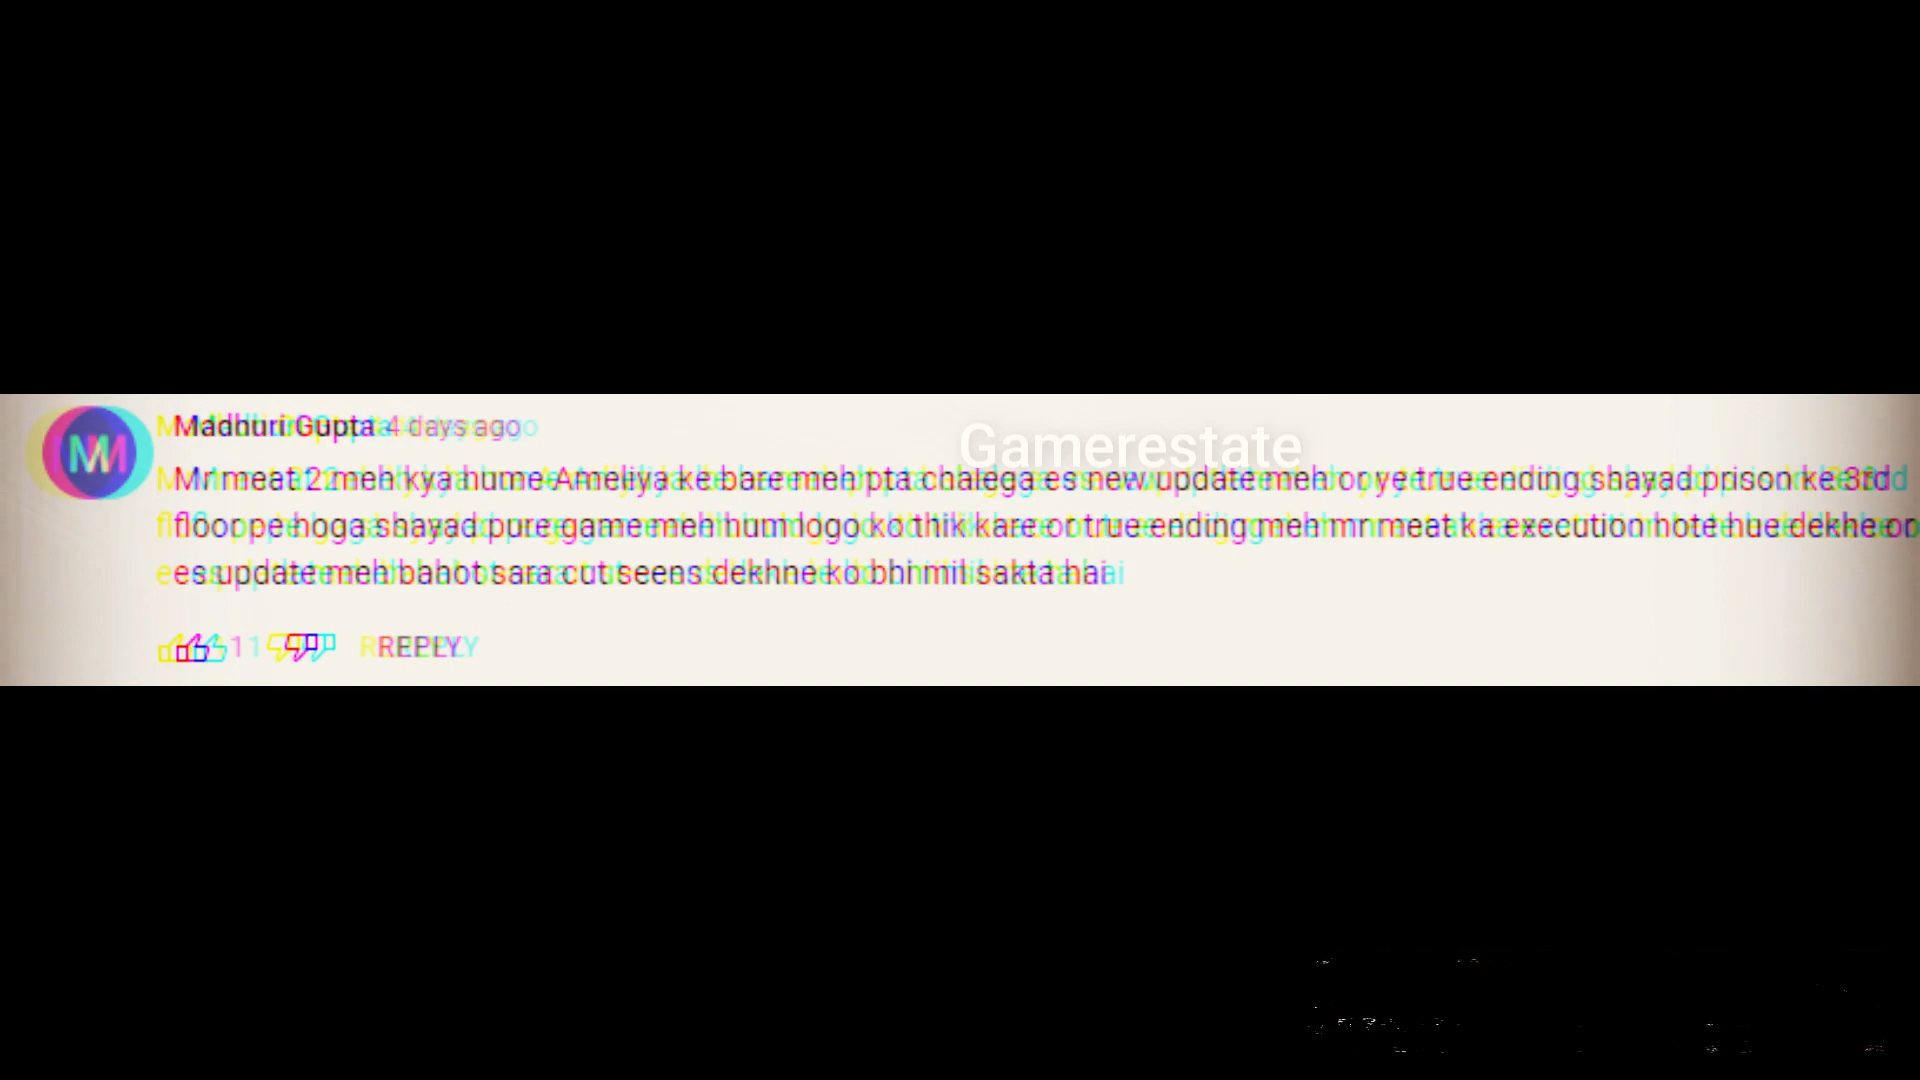 Madhuri Gupta 4 days ago
Gamerestate
Mr meat 2 meh kya hume Ameliya ke bare meh pta chalega es new update meh or ye true ending shayad prison ke 3rd
floor pe hoga shayad pure game meh hum logo ko thik kare or true ending meh mr meat ka execution hote hue dekhe or
es update meh bahot sara cut seens dekhne ko bhi mil sakta hai
1 REPLY